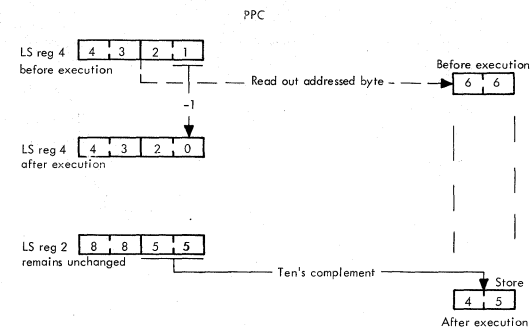 PPC
LS reg 4 4 3 2 1
before execution
Before execution
Read out addressed byte
6 6
-1
LS reg 4 4 3 2 0
after execution
LS reg 2 8 8 5 5
remains unchanged
Ten's complement
Store
4 5
After execution